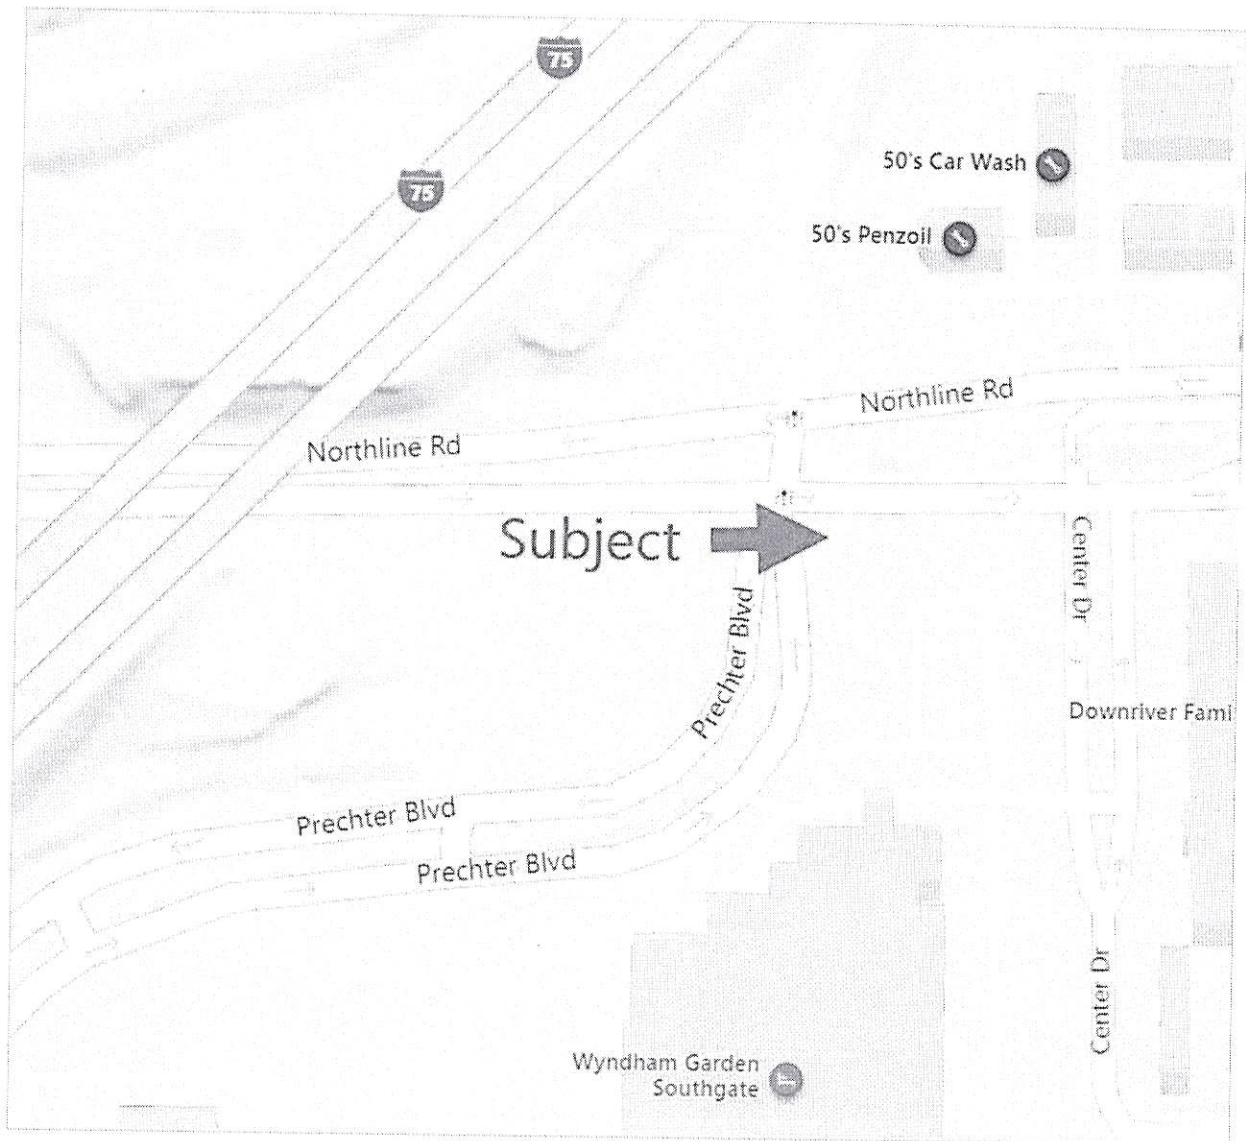 75
75
50's Car Wash
50's Penzoil
Northline Rd
Northline Rd
Subject
Center Dr
Prechter Blvd
Downriver Fami
Prechter Blvd
Prechter Blvd
Center Dr
Wyndham Garden
Southgate